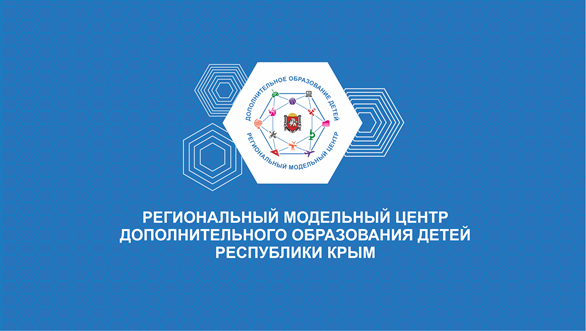 ДОПОЛНИТЕЛЬНОЕ ОБРАЗОВАНИЕ ДЕТЕЙ
РЕГИОНАЛЬНЫЙ МОДЕЛЬНЫЙ ЦЕНТР
РЕГИОНАЛЬНЫЙ МОДЕЛЬНЫЙ ЦЕНТР
ДОПОЛНИТЕЛЬНОГО ОБРАЗОВАНИЯ ДЕТЕЙ
РЕСПУБЛИКИ КРЫМ